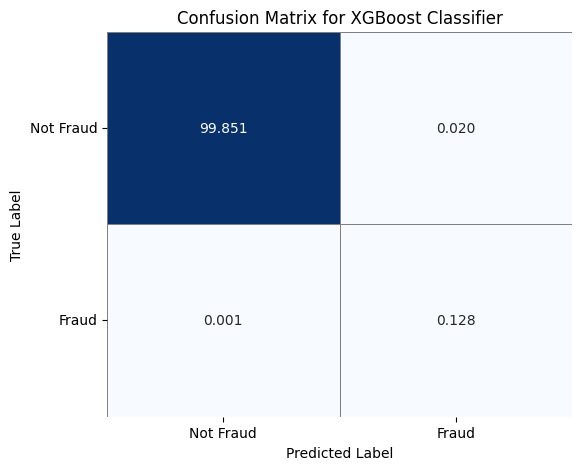 Confusion Matrix for XGBoost Classifier
True Label
Not Fraud
99.851
0.020
Fraud
0.001
0.128
Not Fraud
Fraud
Predicted Label